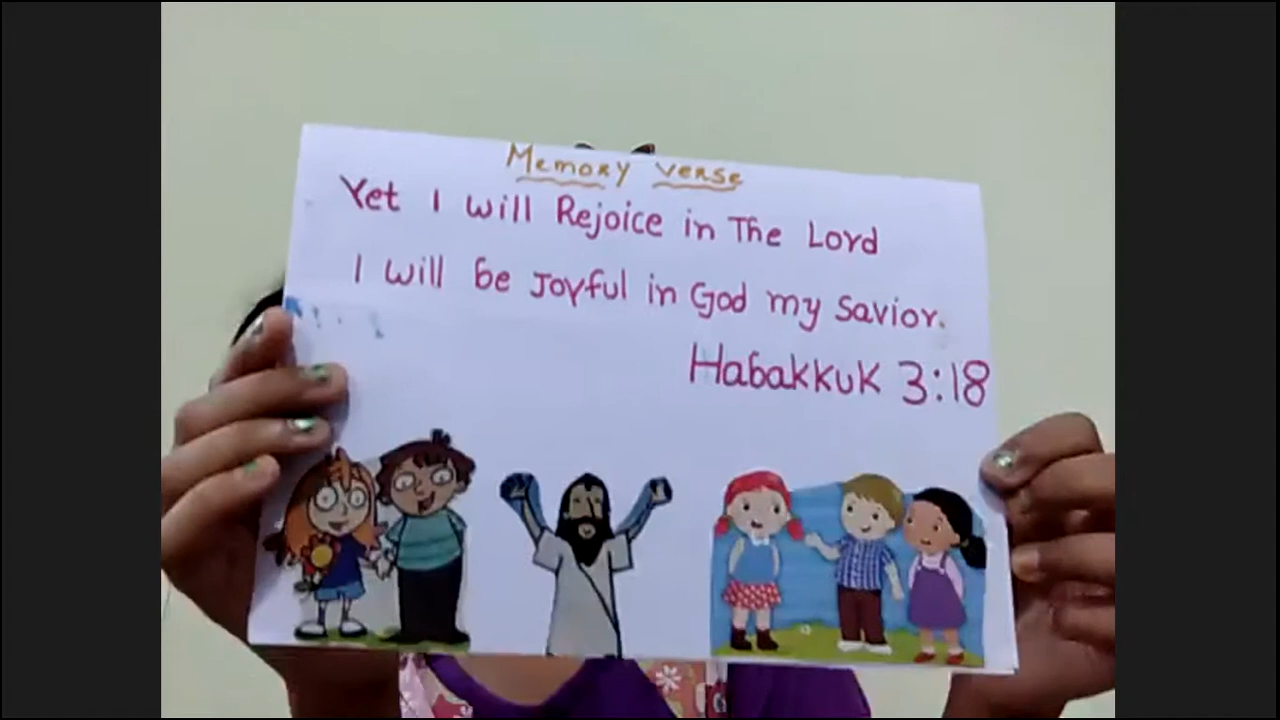 Memory verse
Yet I will Rejoice in The Lord
I will be Joyful in God my Savior.
Habakkuk 3:18